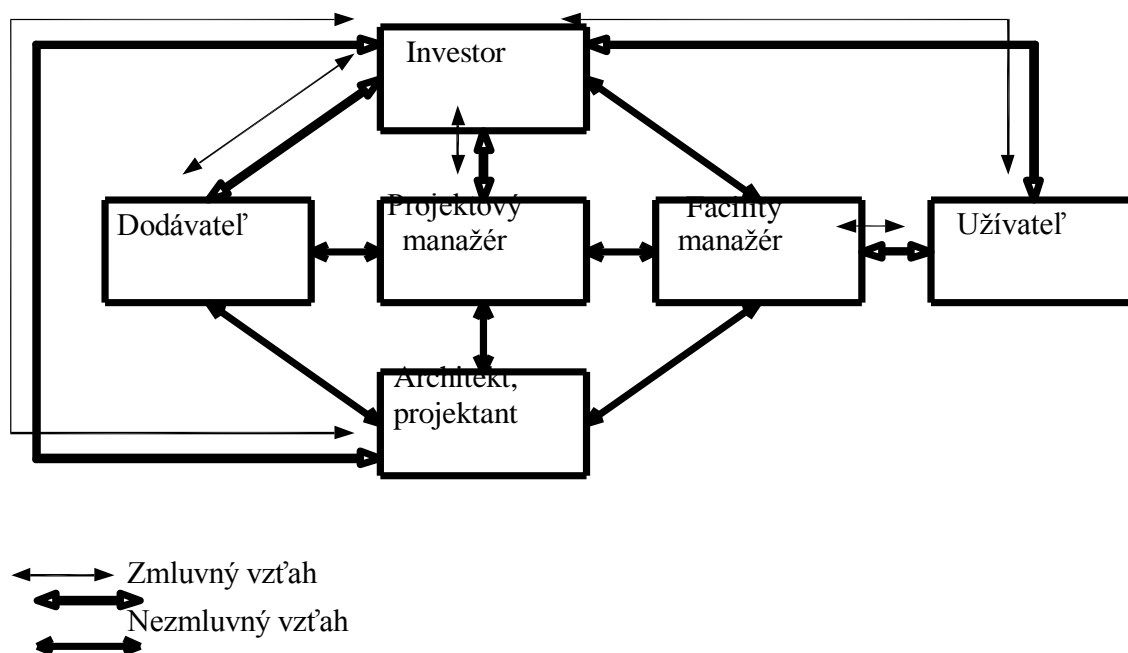 Investor
Dodávateľ
Projektový
manažér
Facility
manažér
Užívateľ
Architekt,
projektant
Zmluvný vzťah
Nezmluvný vzťah